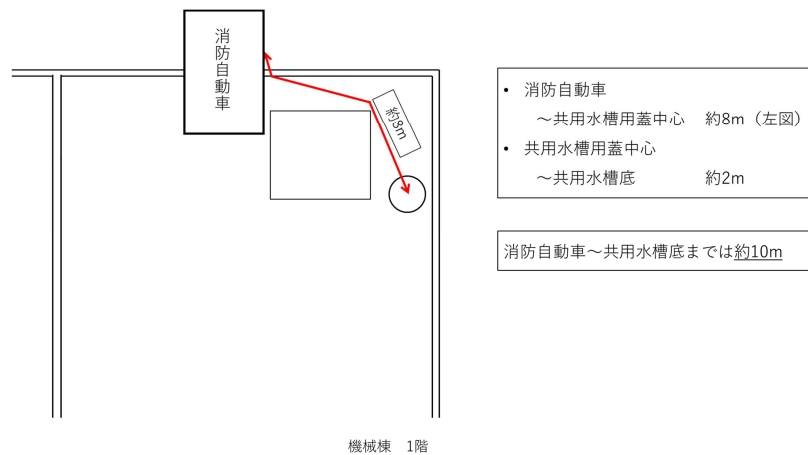 消防自動車
約8m
• 消防自動車
～共用水槽用蓋中心 約8m（左図）
• 共用水槽用蓋中心
～共用水槽底 約2m
消防自動車～共用水槽底までは約10m
機械棟 1階